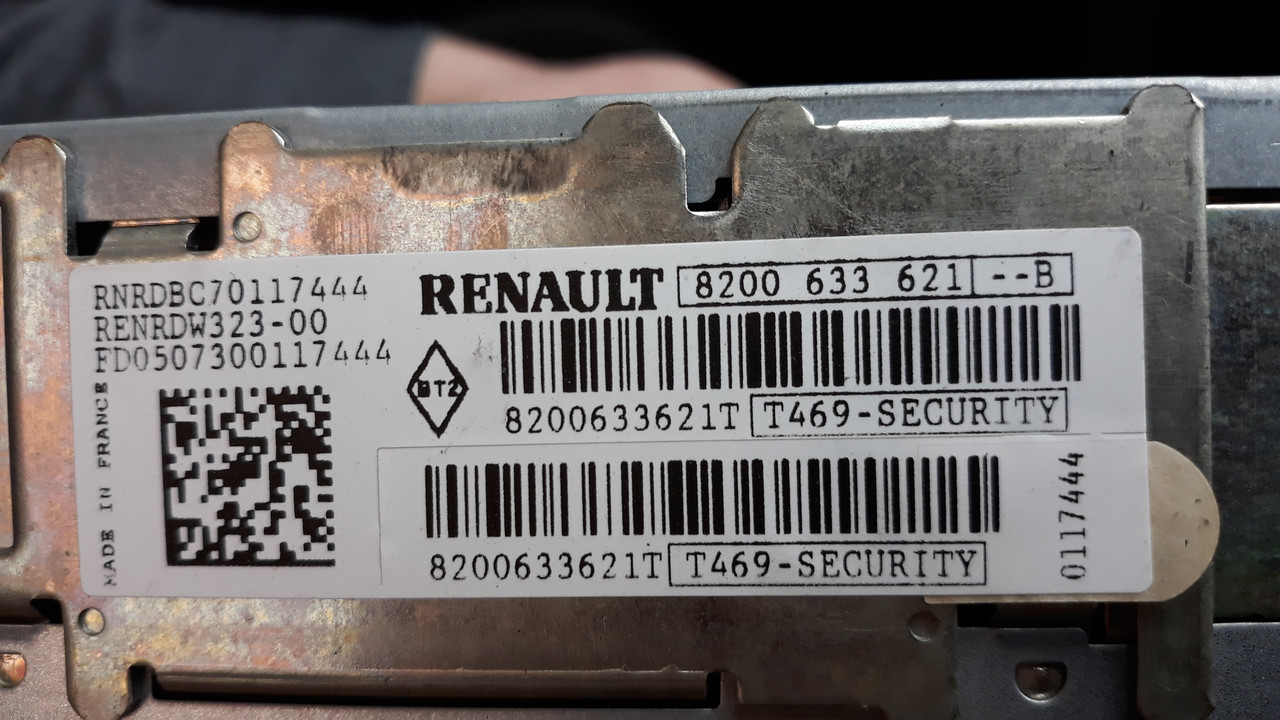 RNRDBC70117444
RENRDW323-00
FD0507300117444
MADE IN FRANCE
RENAULT 8200 633 621 --B
BT2
8200633621T T469-SECURITY
8200633621T T469-SECURITY
0117444